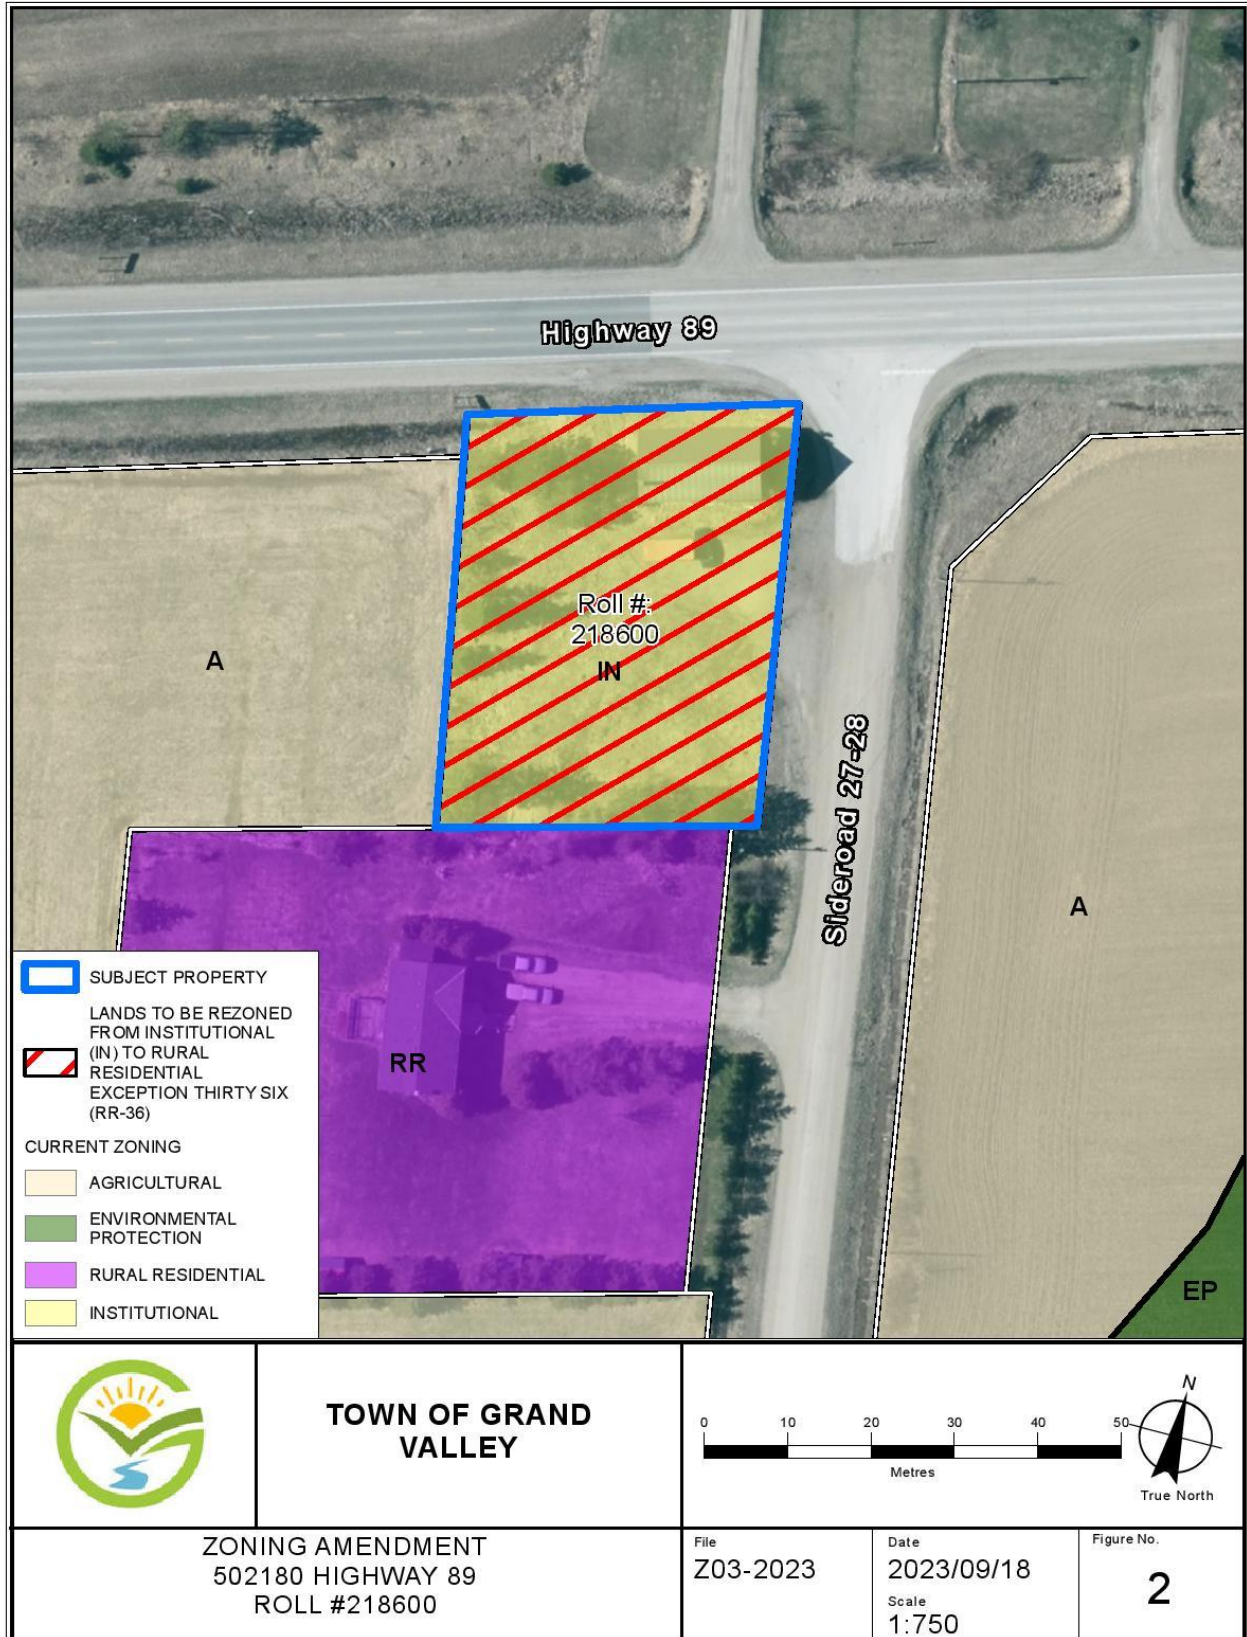 Highway 89
Roll #:
218600
IN
A
Sideroad 27-28
A
RR
EP
SUBJECT PROPERTY
LANDS TO BE REZONED
FROM INSTITUTIONAL
(IN) TO RURAL
RESIDENTIAL
EXCEPTION THIRTY SIX
(RR-36)
CURRENT ZONING
AGRICULTURAL
ENVIRONMENTAL
PROTECTION
RURAL RESIDENTIAL
INSTITUTIONAL
TOWN OF GRAND
VALLEY
0 10 20 30 40 50
Metres
N
True North
ZONING AMENDMENT
502180 HIGHWAY 89
ROLL #218600
File
Z03-2023
Date
2023/09/18
Scale
1:750
Figure No.
2